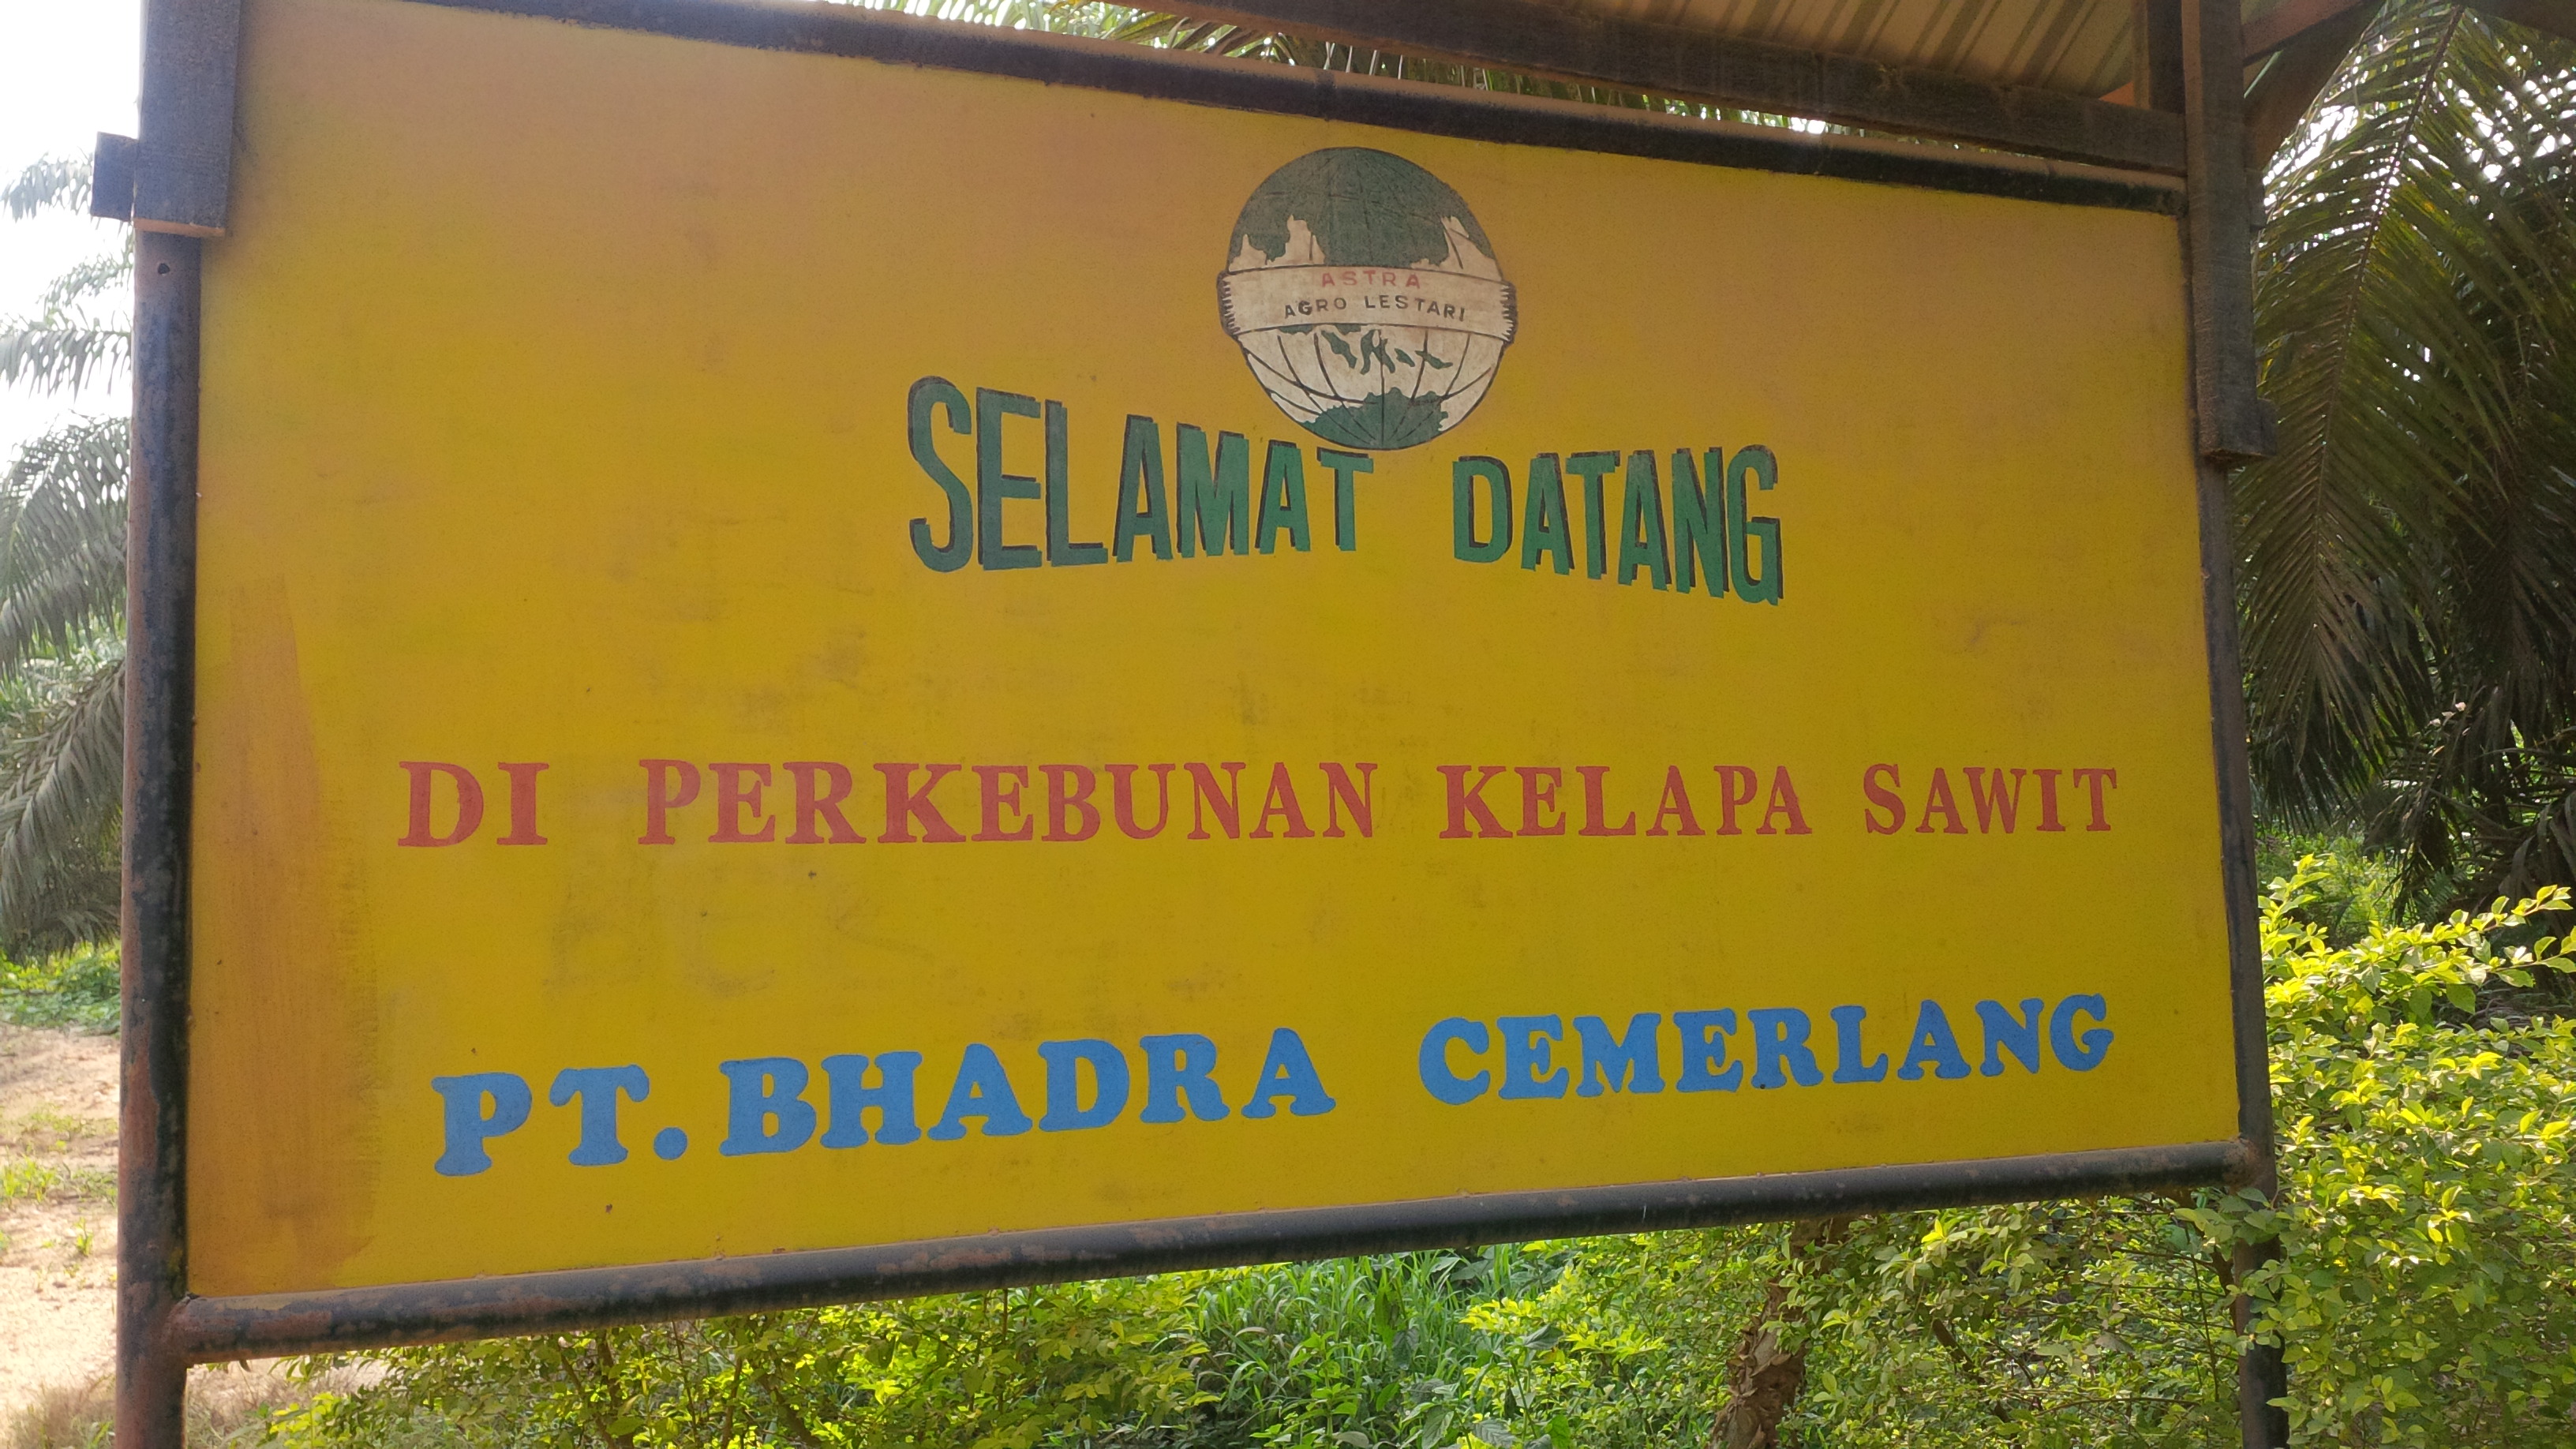 ASTRA
AGRO LESTARI
SELAMAT DATANG
DI PERKEBUNAN KELAPA SAWIT
PT. BHADRA CEMERLANG